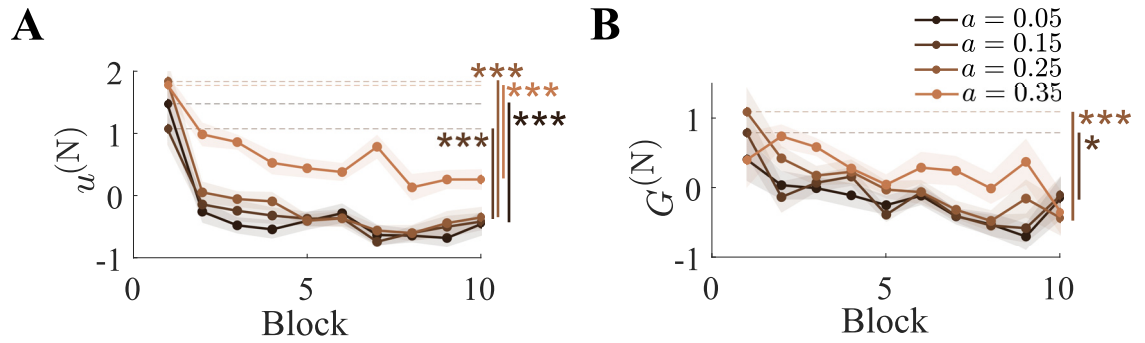 A
u(N)
2
1
0
-1
0
5
10
Block
***
***
***
***
B
a = 0.05
a = 0.15
a = 0.25
a = 0.35
G(N)
1
0
-1
0
5
10
Block
***
*